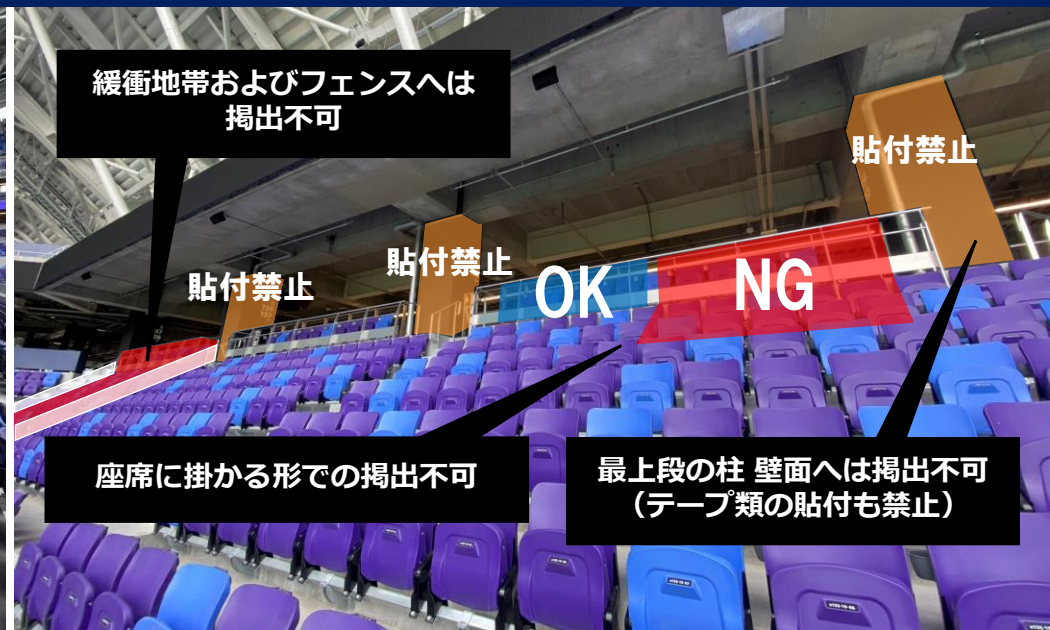 緩衝地帯およびフェンスへは
掲出不可
貼付禁止
貼付禁止
貼付禁止
OK
NG
座席に掛かる形での掲出不可
最上段の柱 壁面へは掲出不可
（テープ類の貼付も禁止）